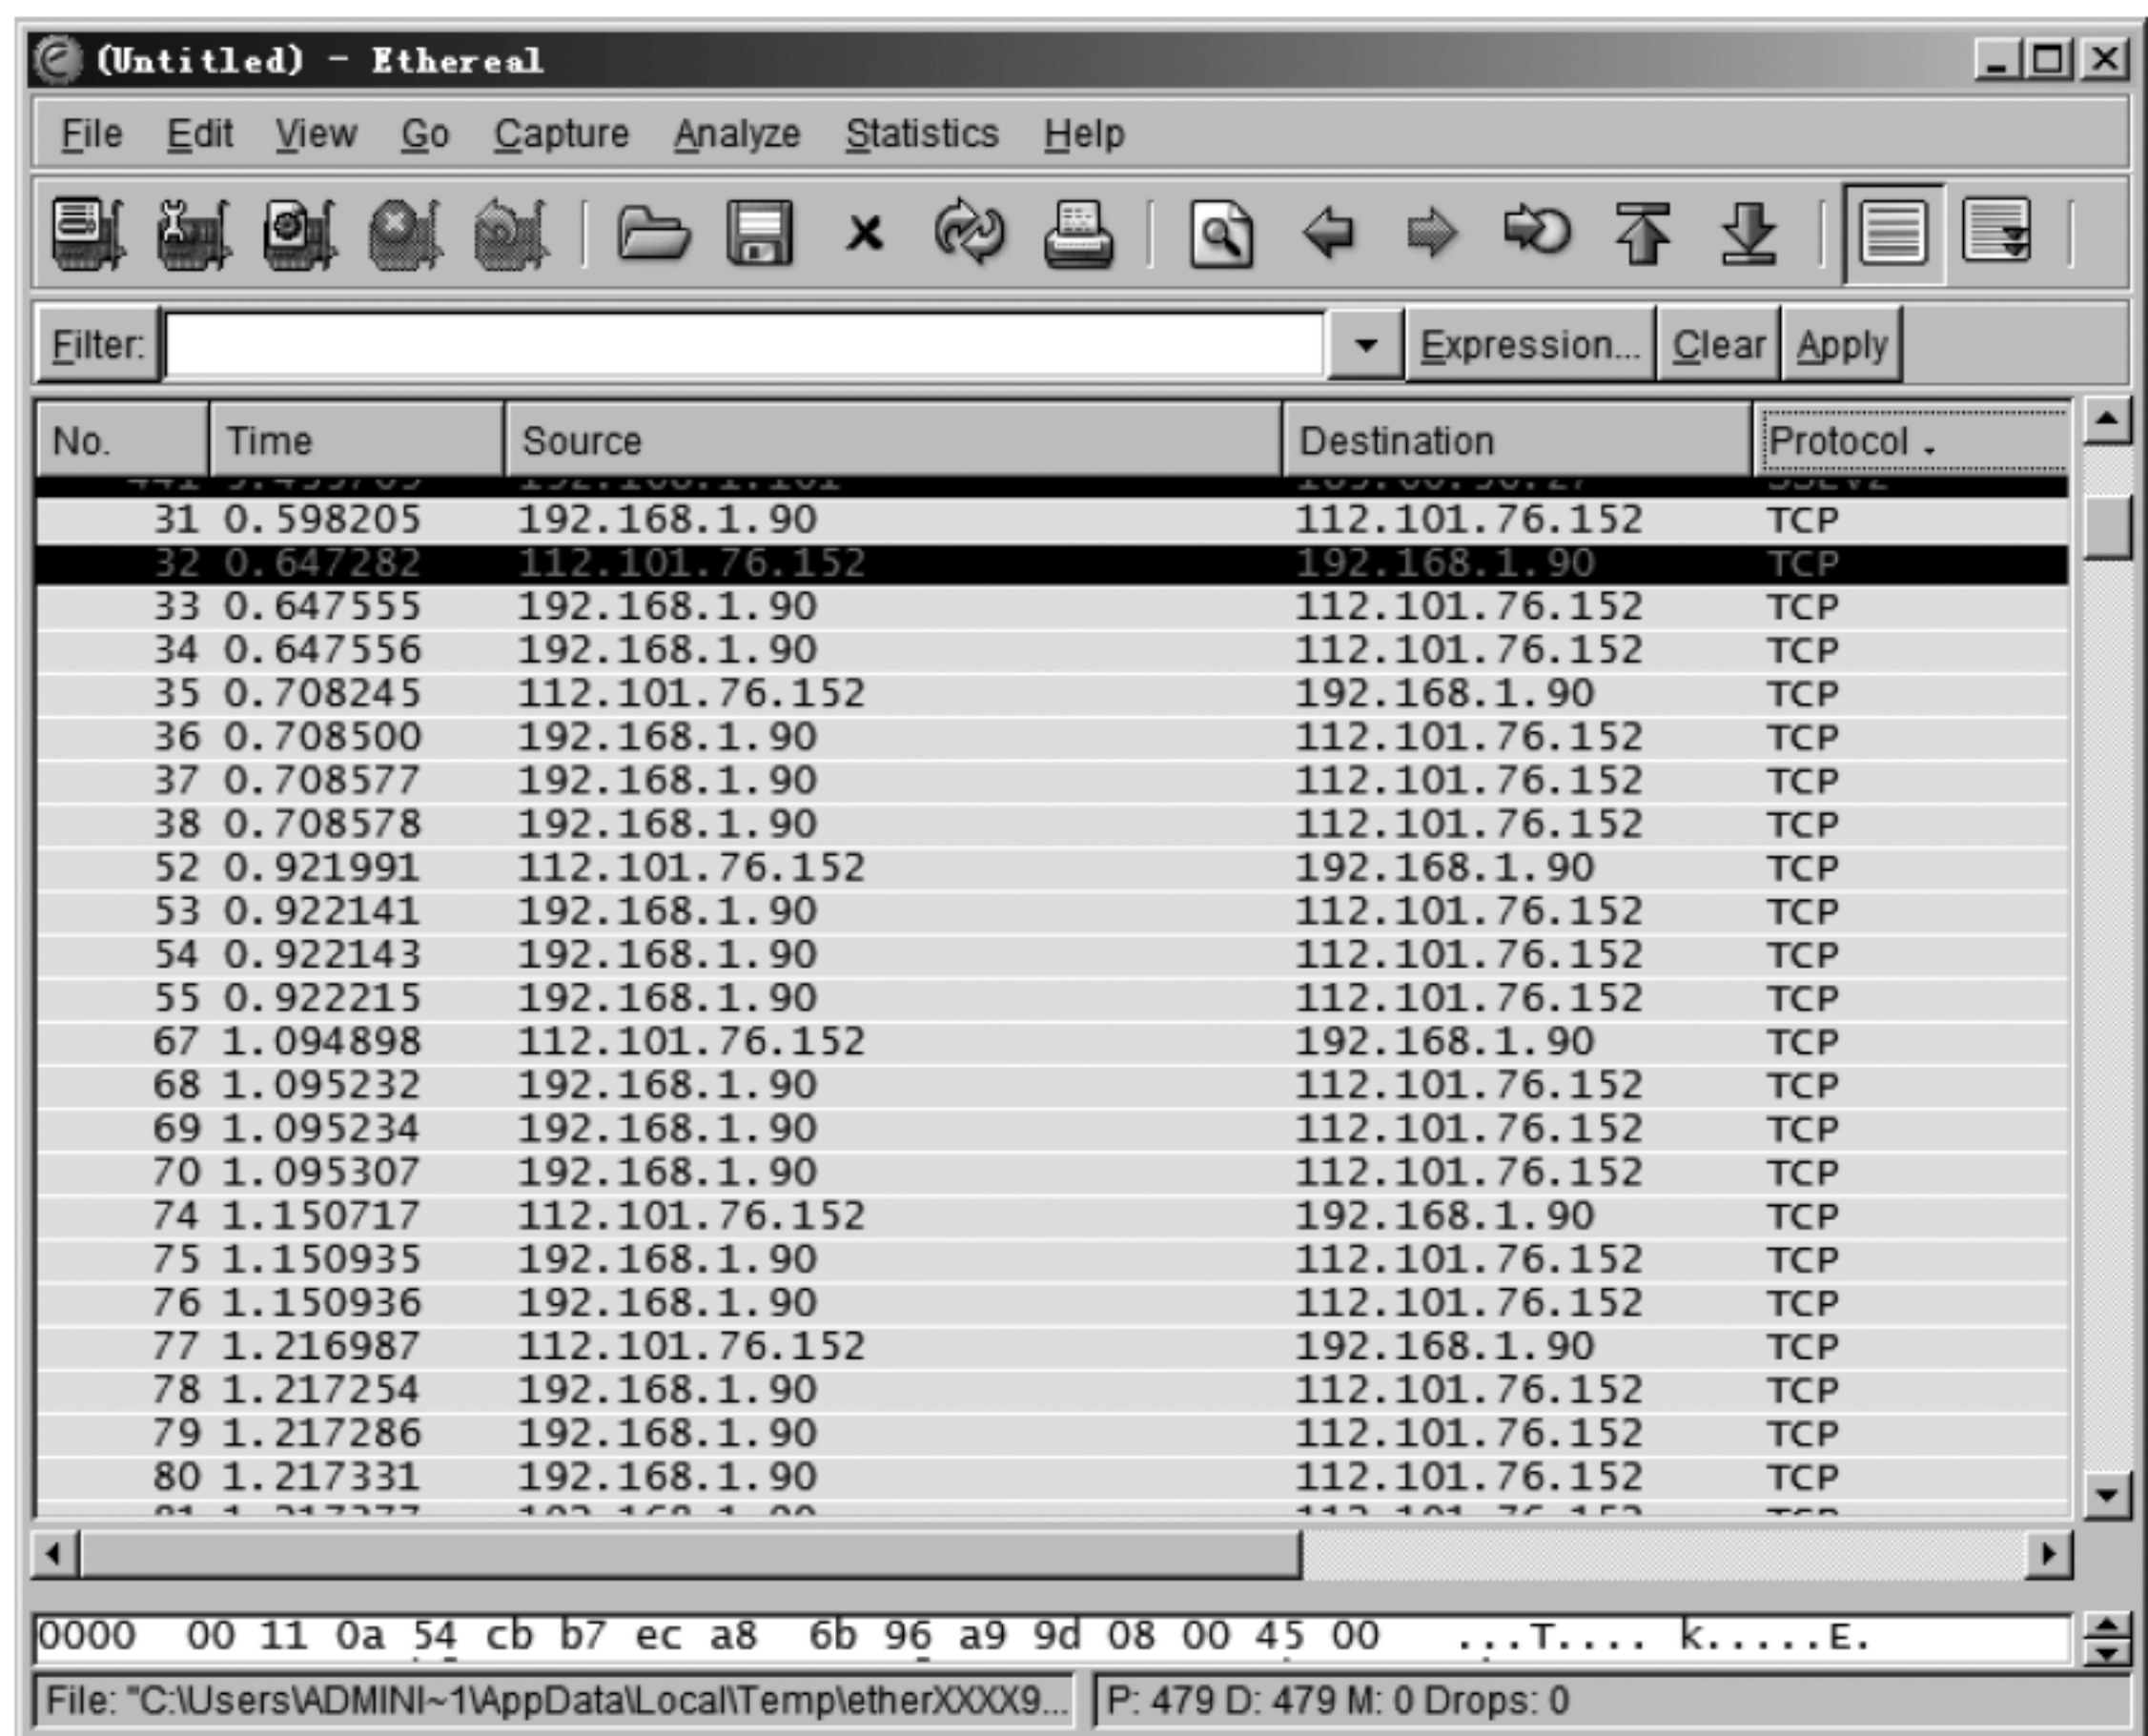 (Untitled) - Ethereal
File Edit View Go Capture Analyze Statistics Help
Filter: Expression... Clear Apply
No. Time Source Destination Protocol
31 0.598205 192.168.1.90 112.101.76.152 TCP
32 0.647282 112.101.76.152 192.168.1.90 TCP
33 0.647555 192.168.1.90 112.101.76.152 TCP
34 0.647556 192.168.1.90 112.101.76.152 TCP
35 0.708245 112.101.76.152 192.168.1.90 TCP
36 0.708500 192.168.1.90 112.101.76.152 TCP
37 0.708577 192.168.1.90 112.101.76.152 TCP
38 0.708578 192.168.1.90 112.101.76.152 TCP
52 0.921991 112.101.76.152 192.168.1.90 TCP
53 0.922141 192.168.1.90 112.101.76.152 TCP
54 0.922143 192.168.1.90 112.101.76.152 TCP
55 0.922215 192.168.1.90 112.101.76.152 TCP
67 1.094898 112.101.76.152 192.168.1.90 TCP
68 1.095232 192.168.1.90 112.101.76.152 TCP
69 1.095234 192.168.1.90 112.101.76.152 TCP
70 1.095307 192.168.1.90 112.101.76.152 TCP
74 1.150717 112.101.76.152 192.168.1.90 TCP
75 1.150935 192.168.1.90 112.101.76.152 TCP
76 1.150936 192.168.1.90 112.101.76.152 TCP
77 1.216987 112.101.76.152 192.168.1.90 TCP
78 1.217254 192.168.1.90 112.101.76.152 TCP
79 1.217286 192.168.1.90 112.101.76.152 TCP
80 1.217331 192.168.1.90 112.101.76.152 TCP
0000 00 11 0a 54 cb b7 ec a8 6b 96 a9 9d 08 00 45 00 ...T.... k.....E.
File: "C:\Users\ADMINI~1\AppData\Local\Temp\etherXXXX9... P: 479 D: 479 M: 0 Drops: 0